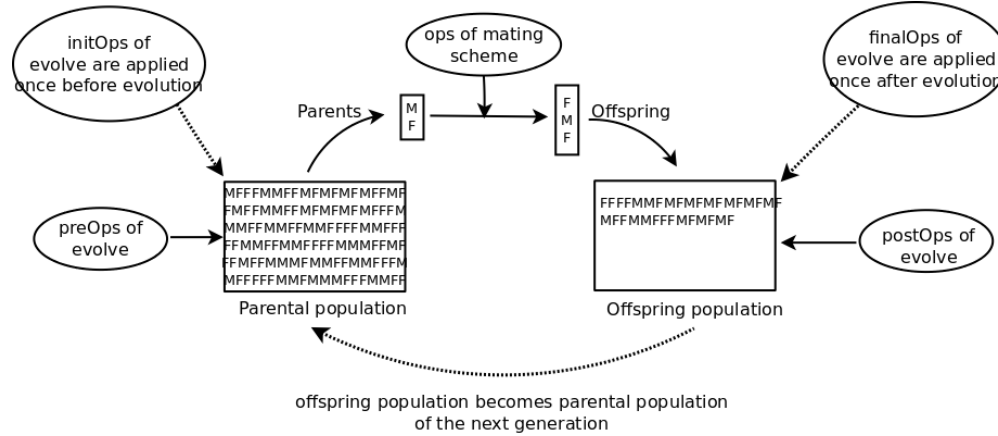 initOps of
evolve are applied
once before evolution
ops of mating
scheme
finalOps of
evolve are applied
once after evolution
Parents
M
F
F
M
F
Offspring
MFFFMMFFMFMFMFMFFMF
FMFFMMFFMFMFMFMFFFM
MMFFMMFFMMFFFFMMFFF
FFMMFFMMFFFFMMMFFMF
FFMFFMMMFMMFFMMFFFM
MFFFFFMMFMMMFFFMMFF
FFFFMMFMFMFMFMFMFMF
MFFMMFFFMFMFMF
preOps of
evolve
postOps of
evolve
Parental population
Offspring population
offspring population becomes parental population
of the next generation